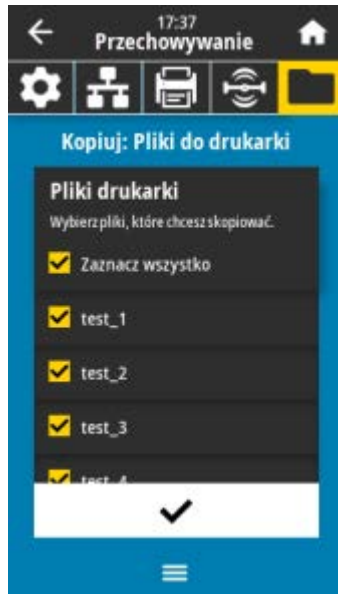 17:37
Przechowywanie
Kopiuj: Pliki do drukarki
Pliki drukarki
Wybierz pliki, które chcesz skopiować.
Zaznacz wszystko
test_1
test_2
test_3
test_4